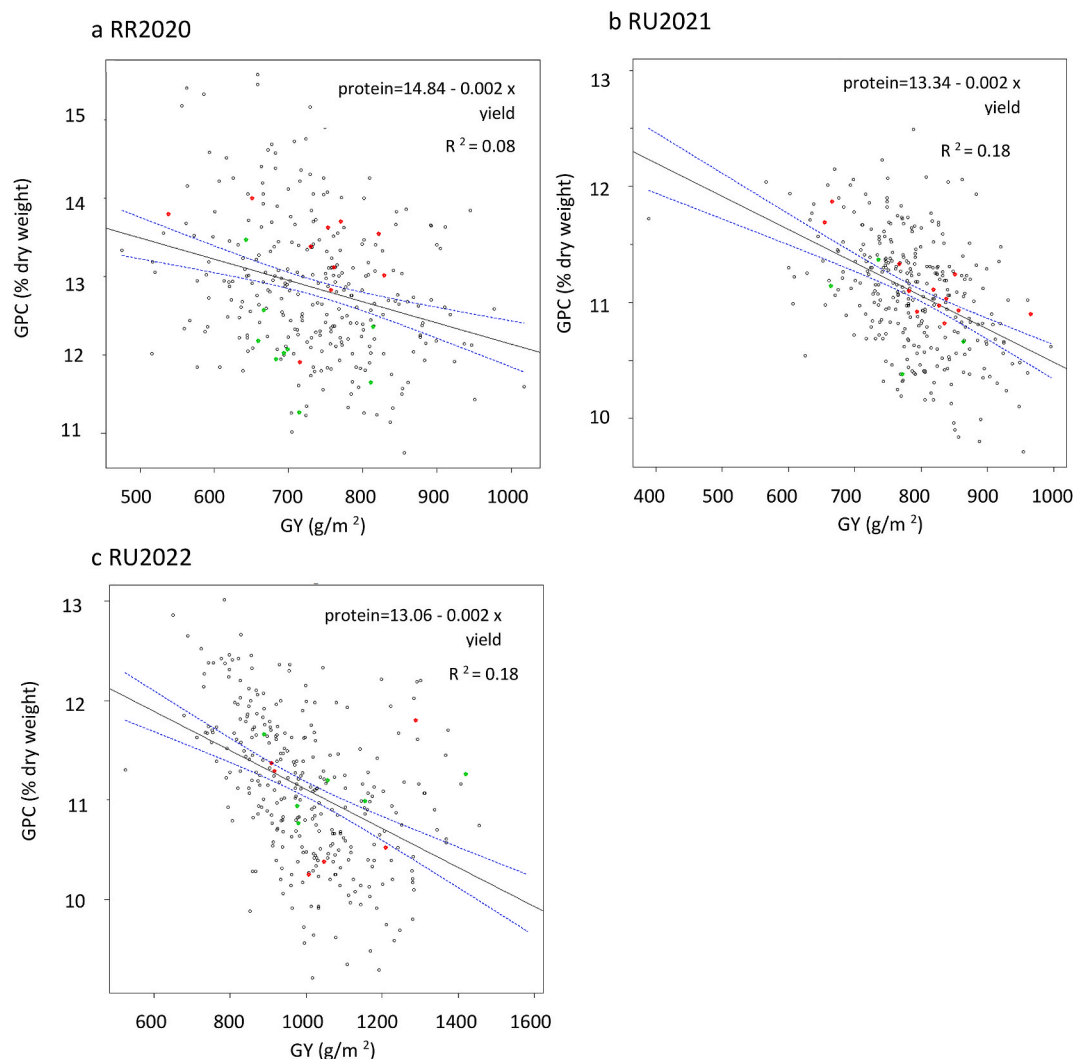 a RR2020
protein=14.84 - 0.002 x
yield
R 2 = 0.08
15
14
13
12
11
GPC (% dry weight)
500 600 700 800 900 1000
GY (g/m 2)
b RU2021
protein=13.34 - 0.002 x
yield
R 2 = 0.18
13
12
11
10
GPC (% dry weight)
400 500 600 700 800 900 1000
GY (g/m 2)
c RU2022
protein=13.06 - 0.002 x
yield
R 2 = 0.18
13
12
11
10
GPC (% dry weight)
600 800 1000 1200 1400 1600
GY (g/m 2)